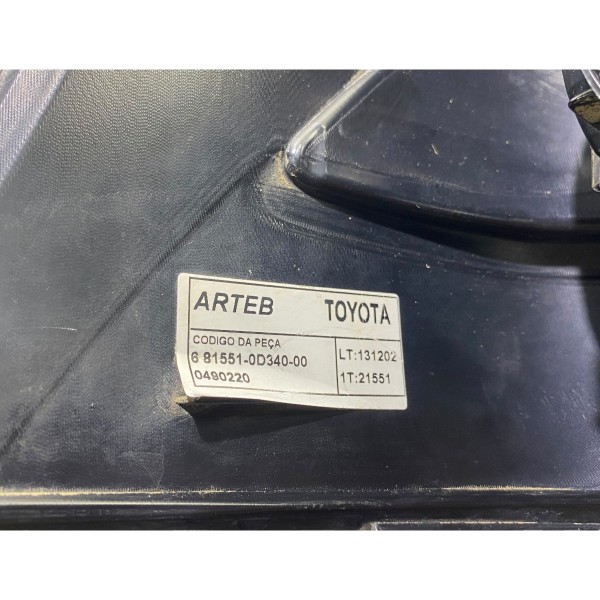 ARTEB TOYOTA
CODIGO DA PEÇA
6 81551-0D340-00
0490220
LT:131202
1T:21551